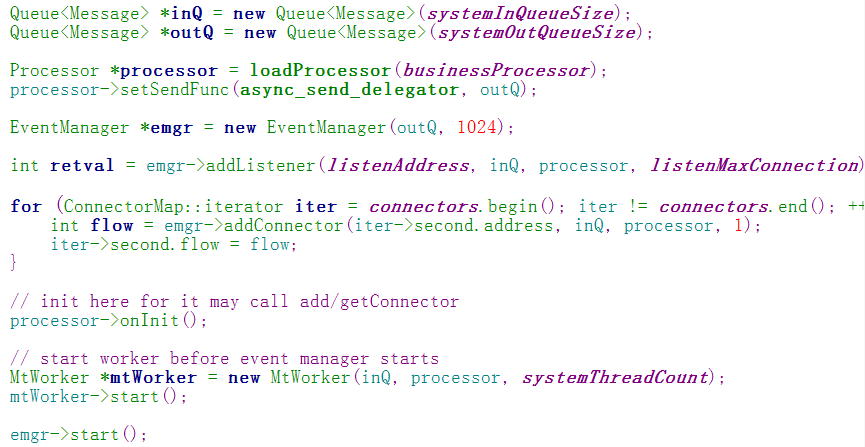 Queue<Message> *inQ = new Queue<Message>(systemInQueueSize);
Queue<Message> *outQ = new Queue<Message>(systemOutQueueSize);
Processor *processor = loadProcessor(businessProcessor);
processor->setSendFunc(async_send_delegator, outQ);
EventManager *emgr = new EventManager(outQ, 1024);
int retval = emgr->addListener(listenAddress, inQ, processor, listenMaxConnection)
for (ConnectorMap::iterator iter = connectors.begin(); iter != connectors.end(); ++
    int flow = emgr->addConnector(iter->second.address, inQ, processor, 1);
    iter->second.flow = flow;
}
// init here for it may call add/getConnector
processor->onInit();
// start worker before event manager starts
MtWorker *mtWorker = new MtWorker(inQ, processor, systemThreadCount);
mtWorker->start();
emgr->start();